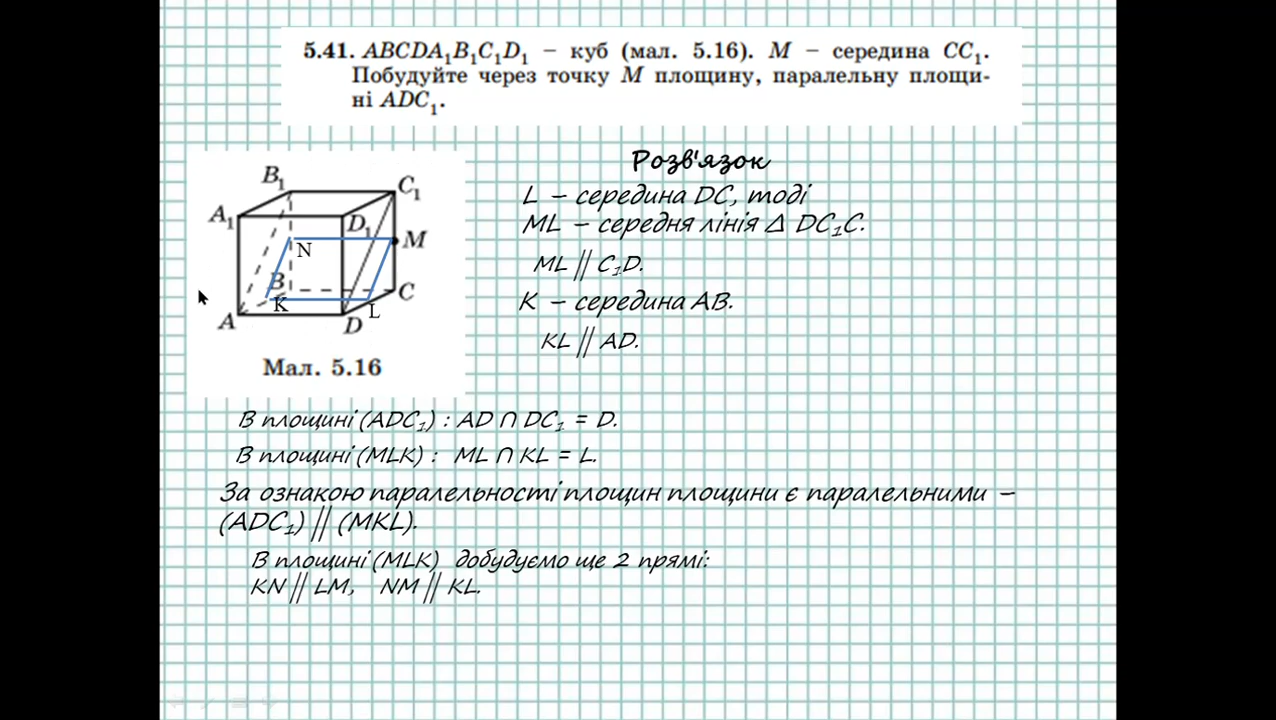 5.41. ABCDA₁B₁C₁D₁ – куб (мал. 5.16). M – середина CC₁.
Побудуйте через точку M площину, паралельну площи-
ні ADC₁.
Розв'язок
L – середина DC, тоді
ML – середня лінія Δ DC₁C.
ML // C₁D.
K – середина AB.
KL // AD.
B₁
C₁
A₁
D₁
M
N
B
C
K
L
A
D
Мал. 5.16
В площині (ADC₁) : AD ∩ DC₁ = D.
В площині (MLK) : ML ∩ KL = L.
За ознакою паралельності площин площини є паралельними –
(ADC₁) // (MKL).
В площині (MLK) добудуємо ще 2 прямі:
KN // LM, NM // KL.